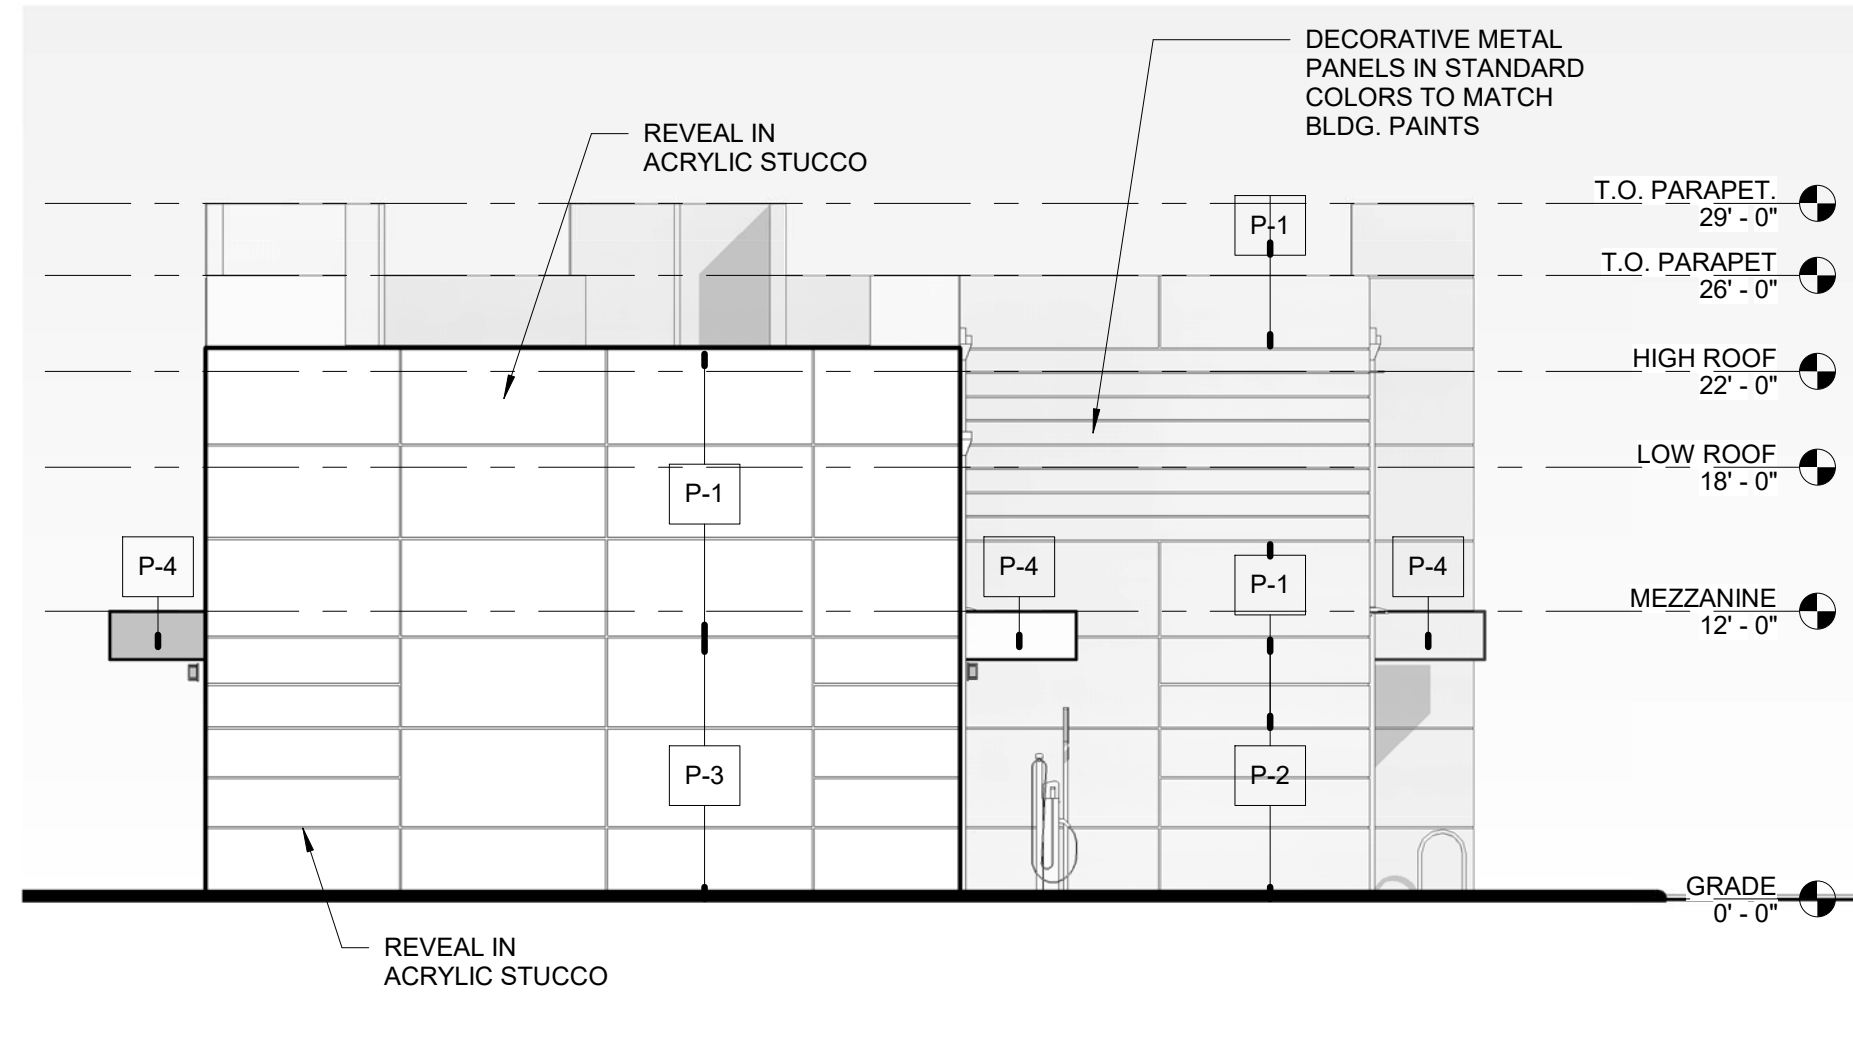 DECORATIVE METAL
PANELS IN STANDARD
COLORS TO MATCH
BLDG. PAINTS
REVEAL IN
ACRYLIC STUCCO
T.O. PARAPET.
29' - 0"
P-1
T.O. PARAPET
26' - 0"
HIGH ROOF
22' - 0"
LOW ROOF
18' - 0"
P-1
P-4
P-4
P-1
P-4
MEZZANINE
12' - 0"
P-3
P-2
GRADE
0' - 0"
REVEAL IN
ACRYLIC STUCCO